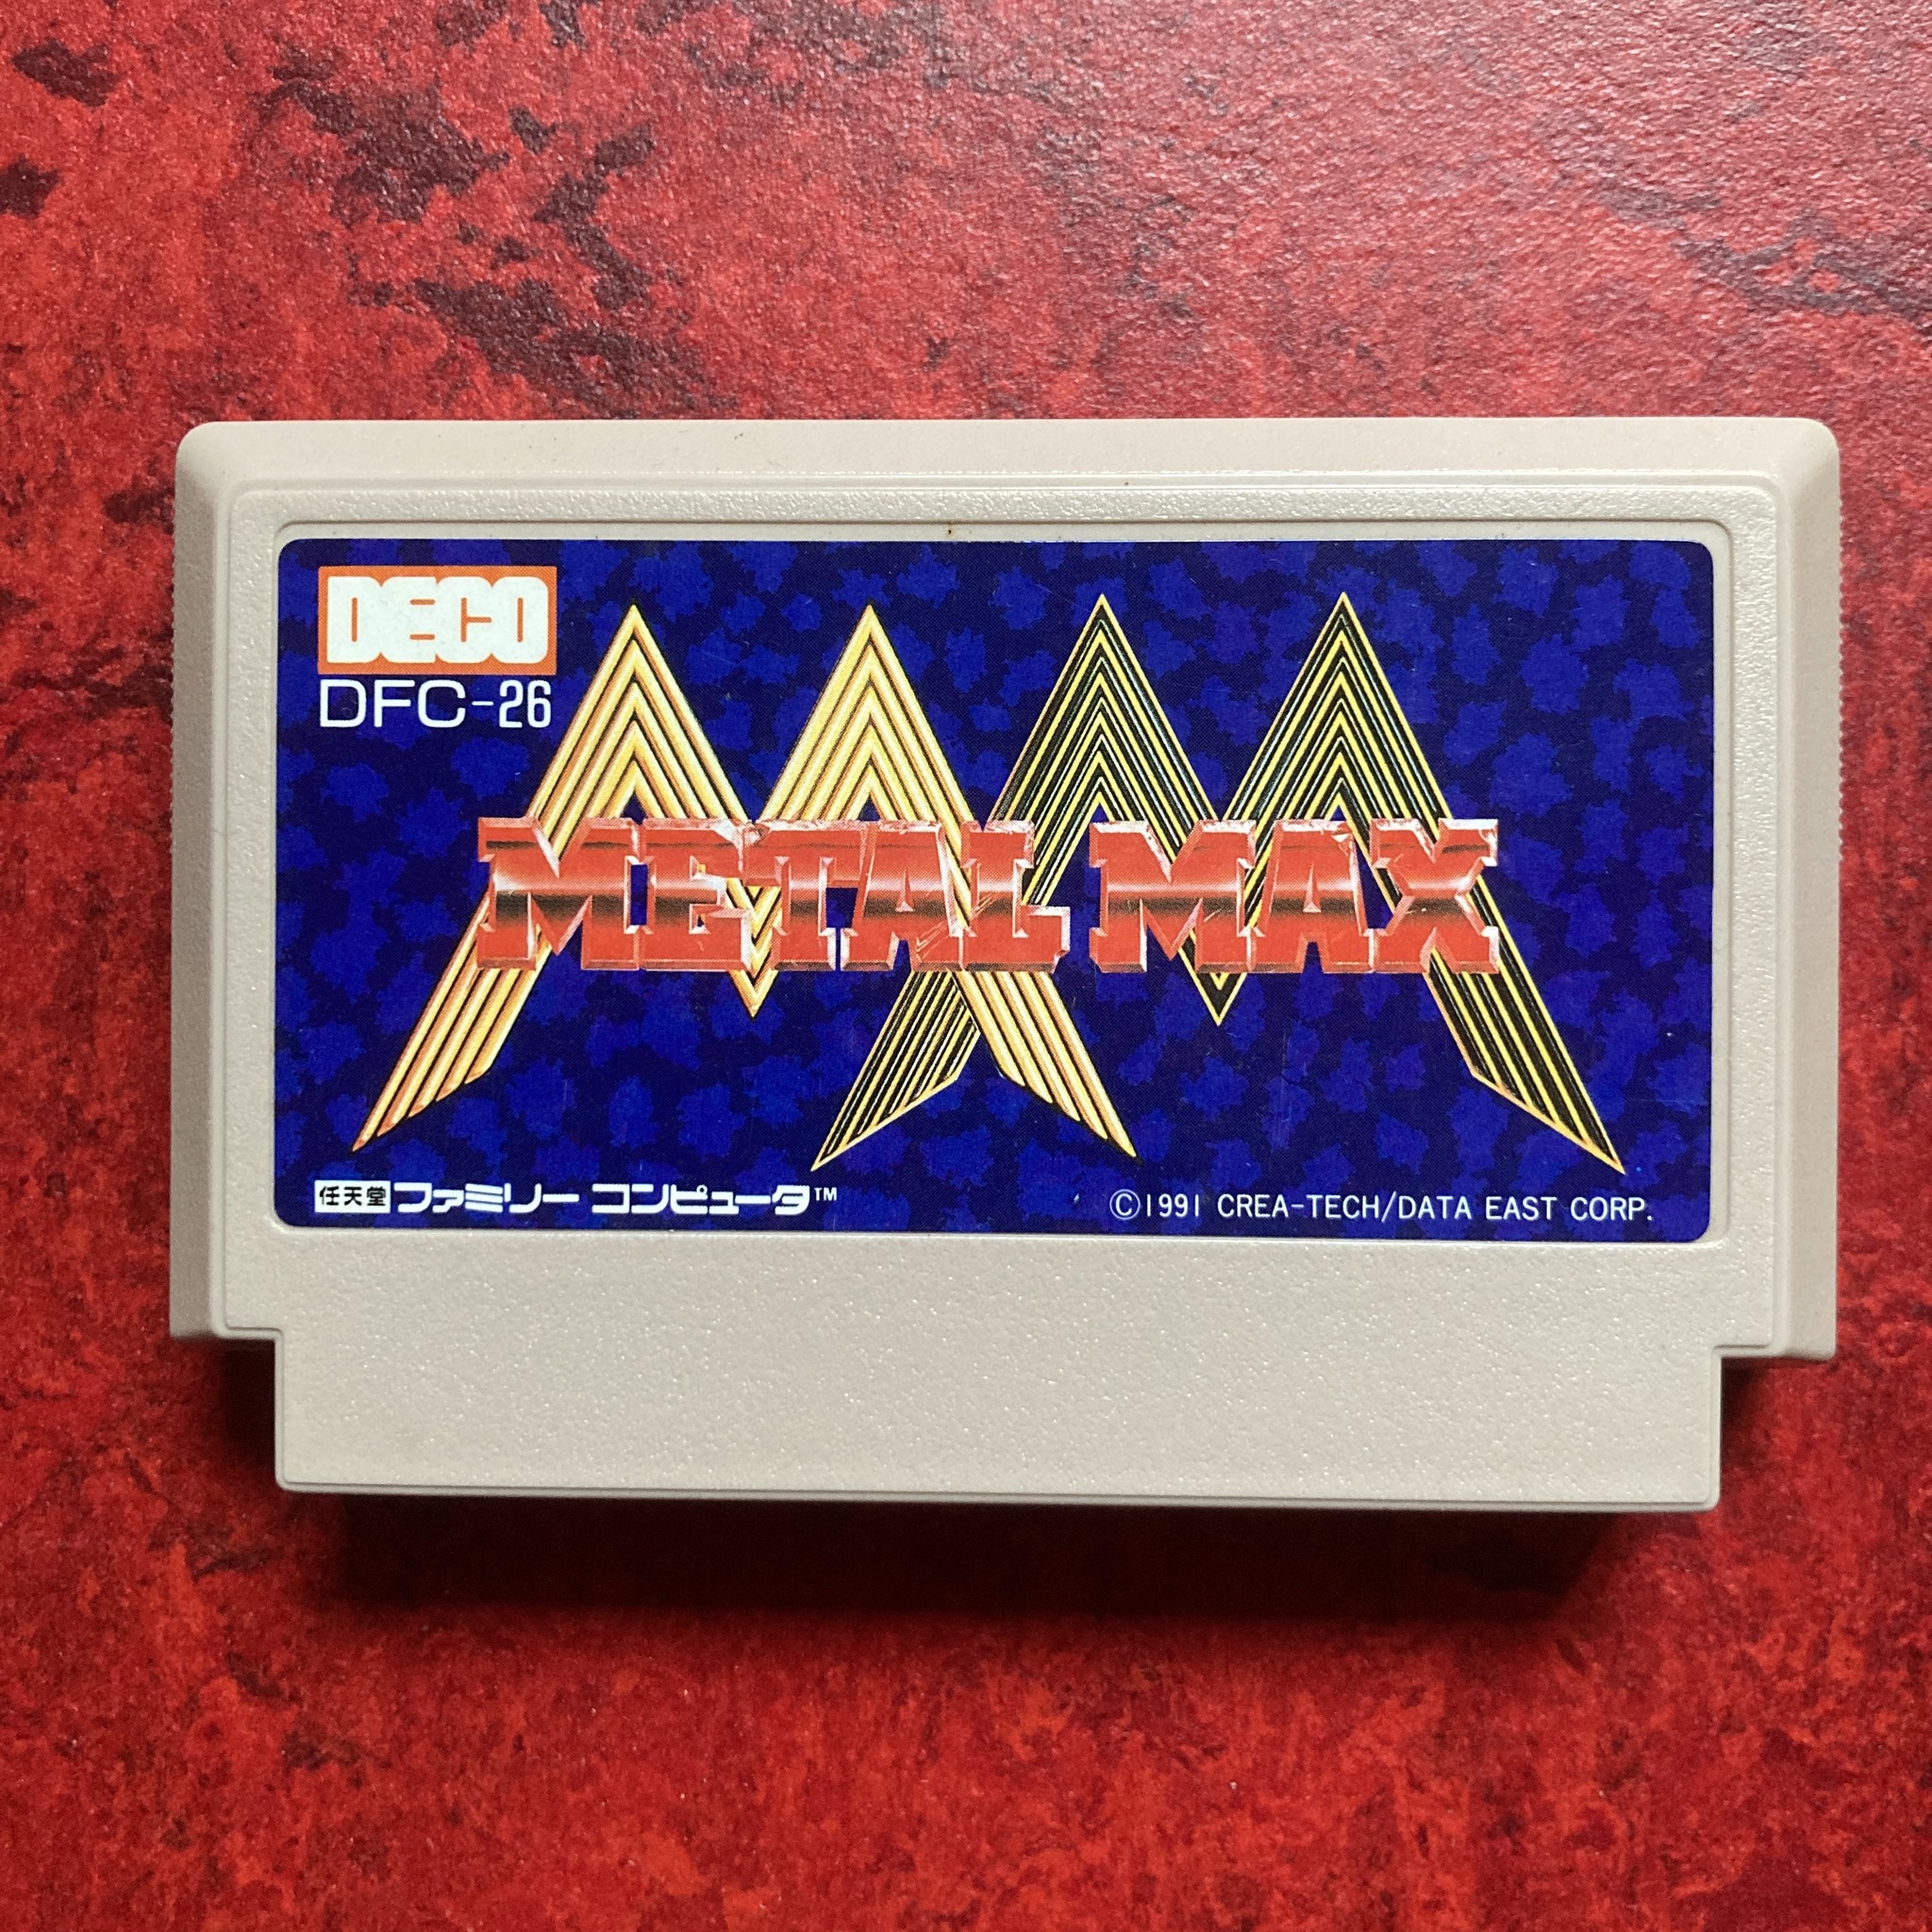 DECO
DFC-26
METAL MAX
任天堂 ファミリー コンピュータ™
©1991 CREA-TECH/DATA EAST CORP.